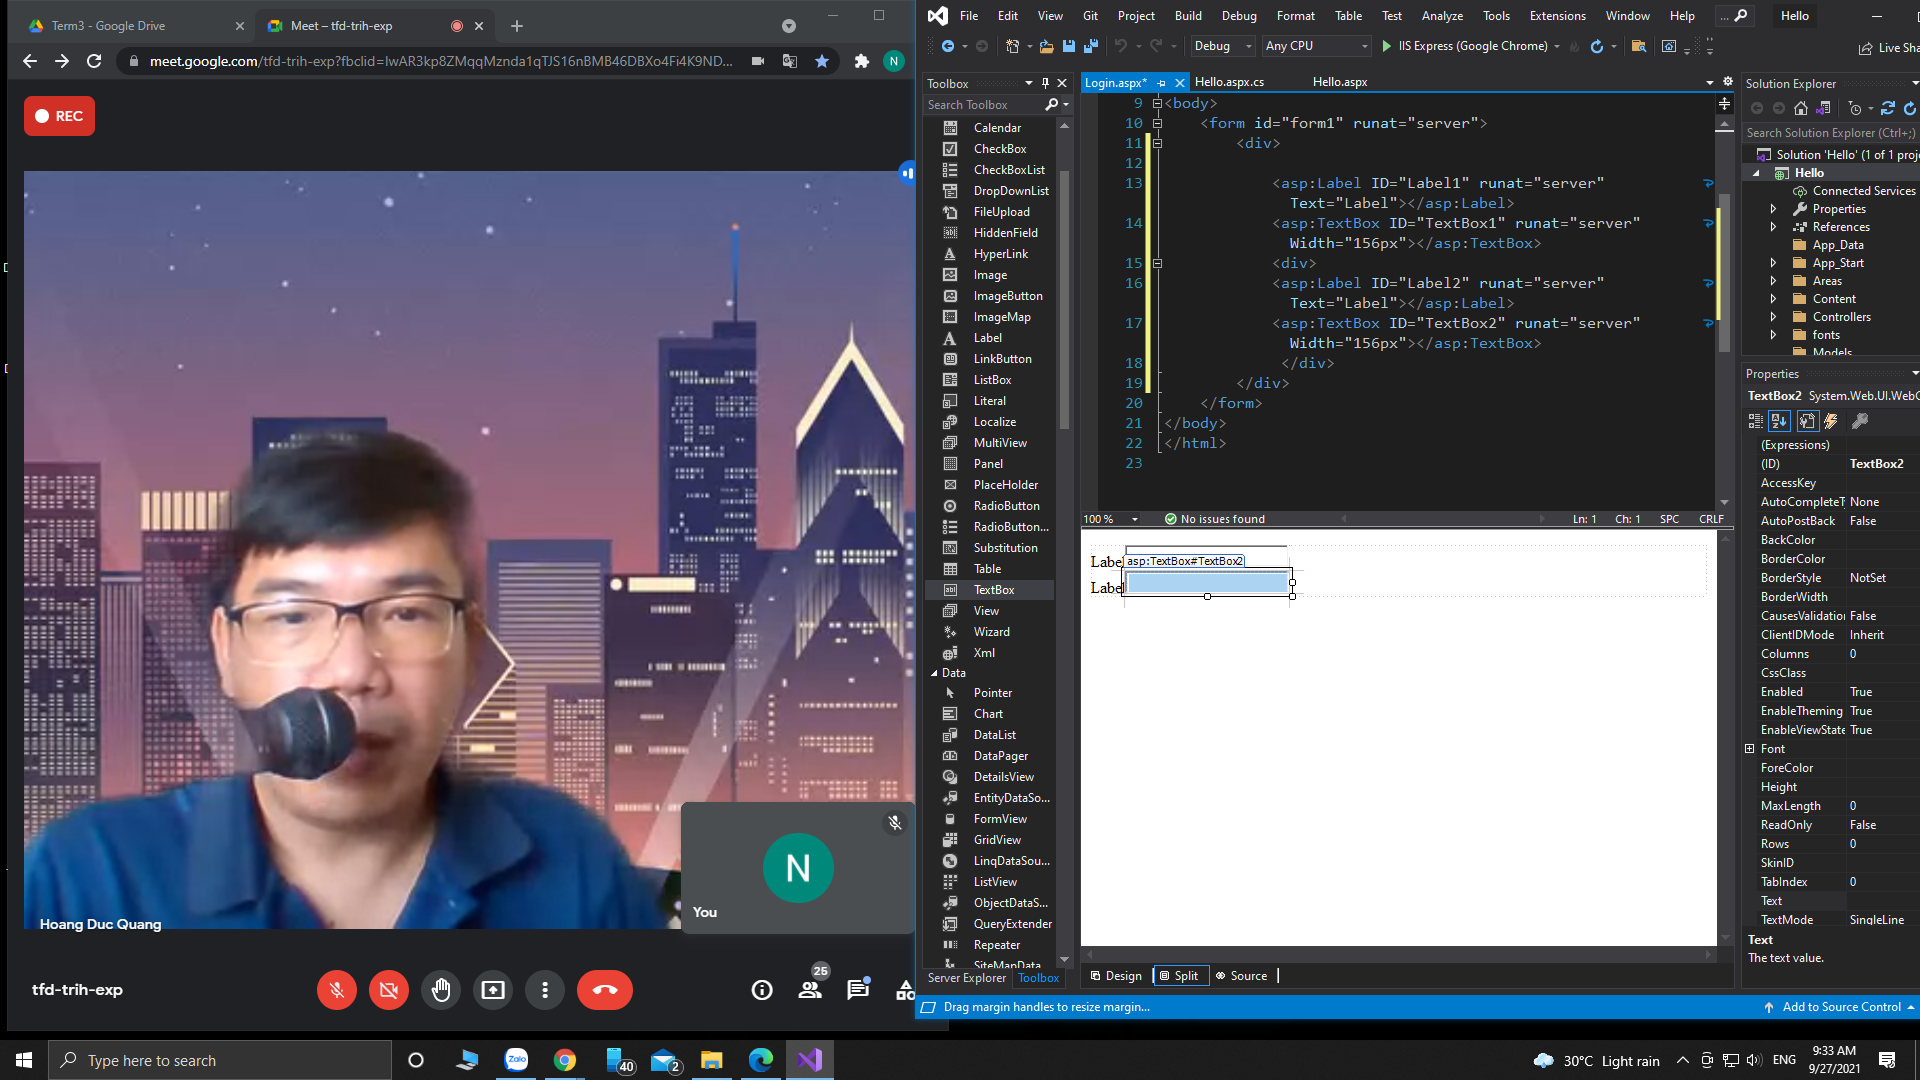 Term3 - Google Drive
Meet – tfd-trih-exp
meet.google.com/tfd-trih-exp?fbclid=IwAR3kp8ZMqqMznda1qTJS16nBMB46DBXo4Fi4K9ND...
N
REC
Hoang Duc Quang
N
You
tfd-trih-exp
25
File Edit View Git Project Build Debug Format Table Test Analyze Tools Extensions Window Help
... Hello
Debug Any CPU IIS Express (Google Chrome)
Live Sha
Toolbox
Search Toolbox
Calendar
CheckBox
CheckBoxList
DropDownList
FileUpload
HiddenField
HyperLink
Image
ImageButton
ImageMap
Label
LinkButton
ListBox
Literal
Localize
MultiView
Panel
PlaceHolder
RadioButton
RadioButton...
Substitution
Table
TextBox
View
Wizard
Xml
Data
Pointer
Chart
DataList
DataPager
DetailsView
EntityDataSo...
FormView
GridView
LinqDataSou...
ListView
ObjectDataS...
QueryExtender
Repeater
SiteMapData
Server Explorer Toolbox
Login.aspx* Hello.aspx.cs Hello.aspx
9 <body>
10 <form id="form1" runat="server">
11 <div>
12
13 <asp:Label ID="Label1" runat="server"
Text="Label"></asp:Label>
14 <asp:TextBox ID="TextBox1" runat="server"
Width="156px"></asp:TextBox>
15 <div>
16 <asp:Label ID="Label2" runat="server"
Text="Label"></asp:Label>
17 <asp:TextBox ID="TextBox2" runat="server"
Width="156px"></asp:TextBox>
18 </div>
19 </div>
20 </form>
21 </body>
22 </html>
23
100 % No issues found Ln: 1 Ch: 1 SPC CRLF
Label asp:TextBox#TextBox2
Label
Design Split Source
Drag margin handles to resize margin...
Add to Source Control
Solution Explorer
Search Solution Explorer (Ctrl+;)
Solution 'Hello' (1 of 1 proj
Hello
Connected Services
Properties
References
App_Data
App_Start
Areas
Content
Controllers
fonts
Models
Properties
TextBox2 System.Web.UI.WebC
(Expressions)
(ID) TextBox2
AccessKey
AutoCompleteT None
AutoPostBack False
BackColor
BorderColor
BorderStyle NotSet
BorderWidth
CausesValidation False
ClientIDMode Inherit
Columns 0
CssClass
Enabled True
EnableTheming True
EnableViewState True
Font
ForeColor
Height
MaxLength 0
ReadOnly False
Rows 0
SkinID
TabIndex 0
Text
TextMode SingleLine
Text
The text value.
Type here to search
Zalo
40
2
30°C Light rain
ENG
9:33 AM
9/27/2021